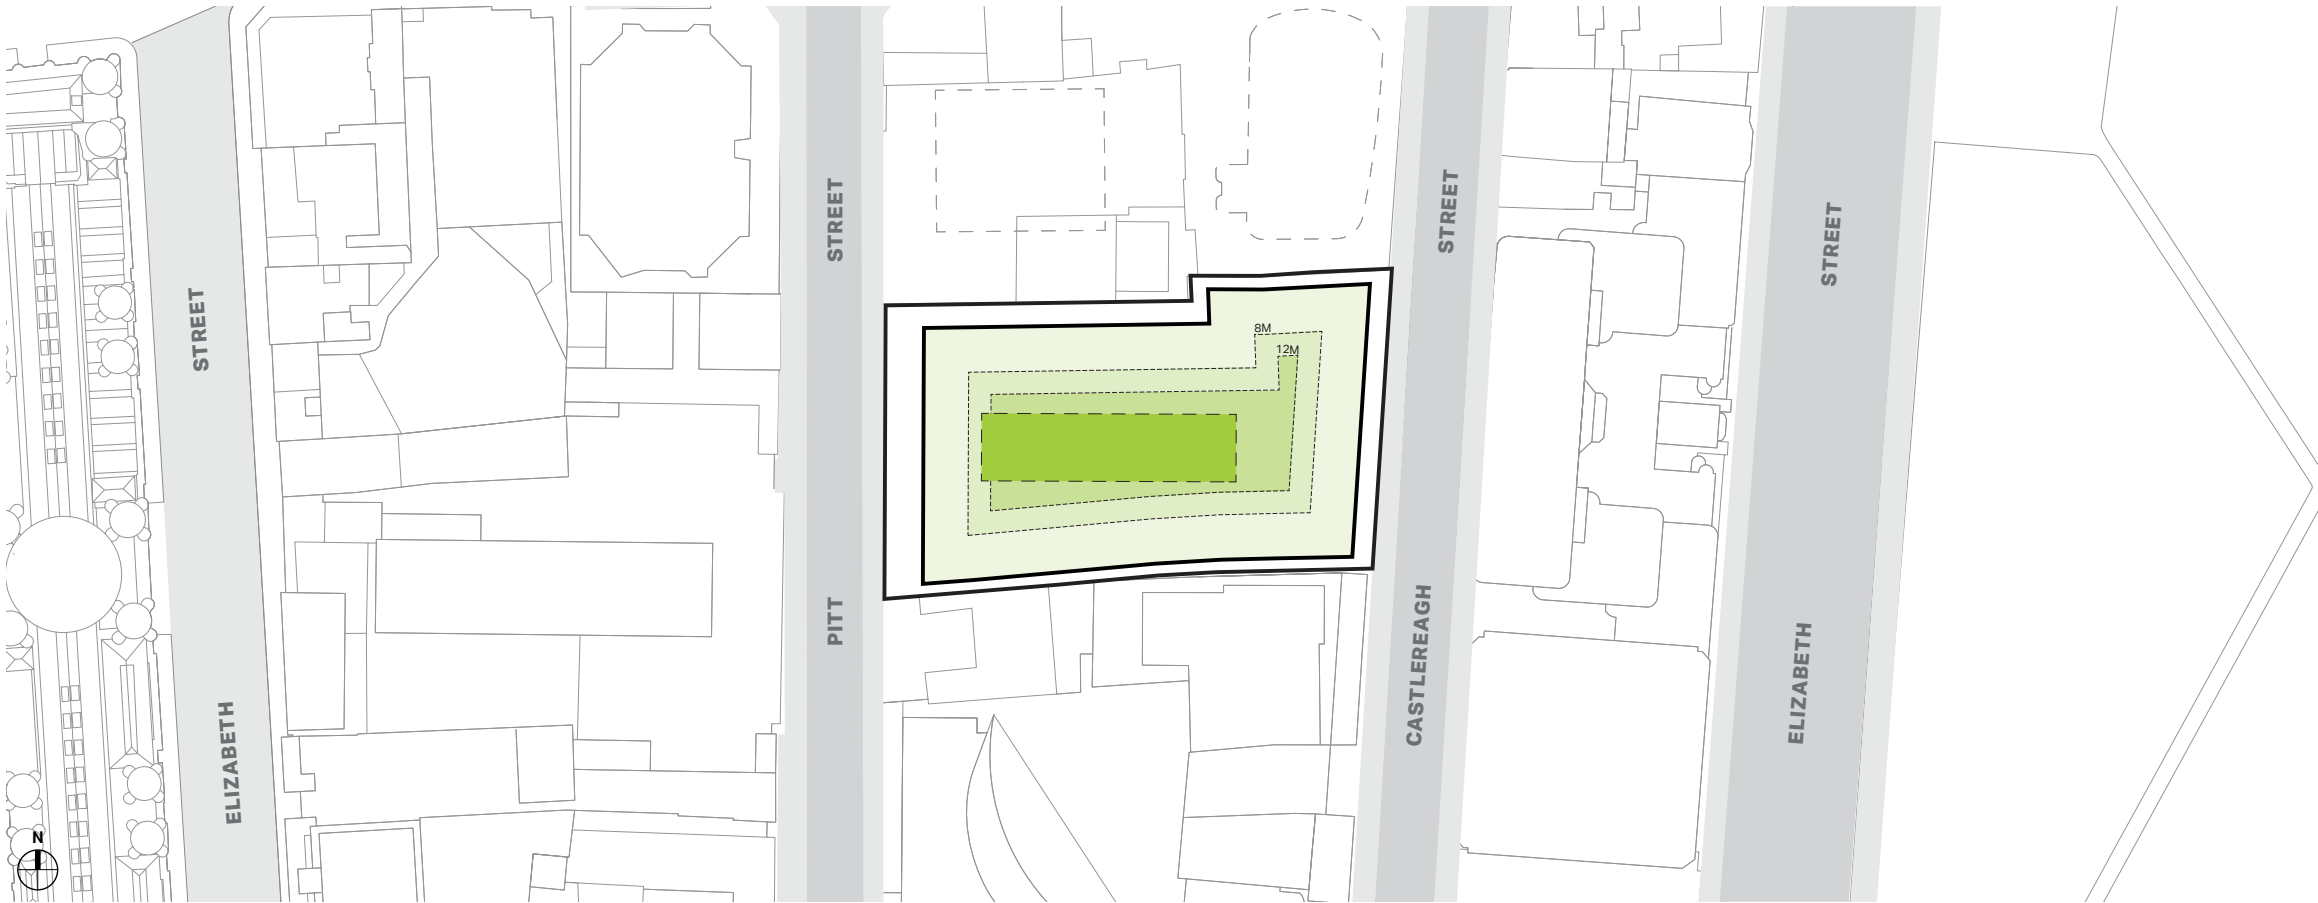 STREET
ELIZABETH
STREET
PITT
8M
12M
STREET
CASTLEREAGH
STREET
ELIZABETH
N